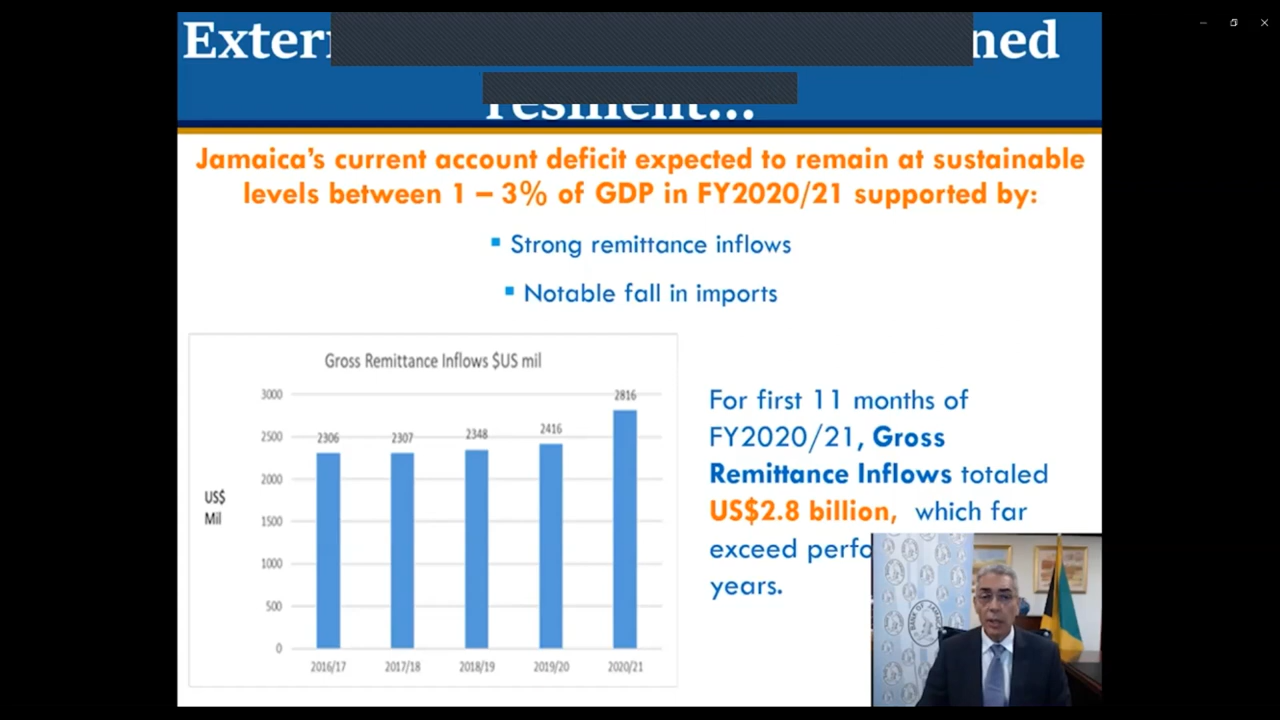 Exter
ned
resilient...
Jamaica's current account deficit expected to remain at sustainable
levels between 1 – 3% of GDP in FY2020/21 supported by:
▪ Strong remittance inflows
▪ Notable fall in imports
Gross Remittance Inflows $US mil
3000
2500
2000
1500
1000
500
0
US$
Mil
2306
2307
2348
2416
2816
2016/17
2017/18
2018/19
2019/20
2020/21
For first 11 months of
FY2020/21, Gross
Remittance Inflows totaled
US$2.8 billion, which far
exceed perfo
years.
BANK OF JAMAICA